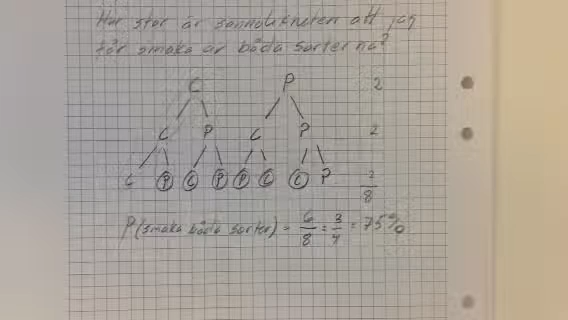 Hur stor är sannolikheten att jag
får smaka av båda sorterna?
C P 2
C P C P 2
C P C P P C C P 2
8
P(smaka båda sorter) = 6/8 = 3/4 = 75%